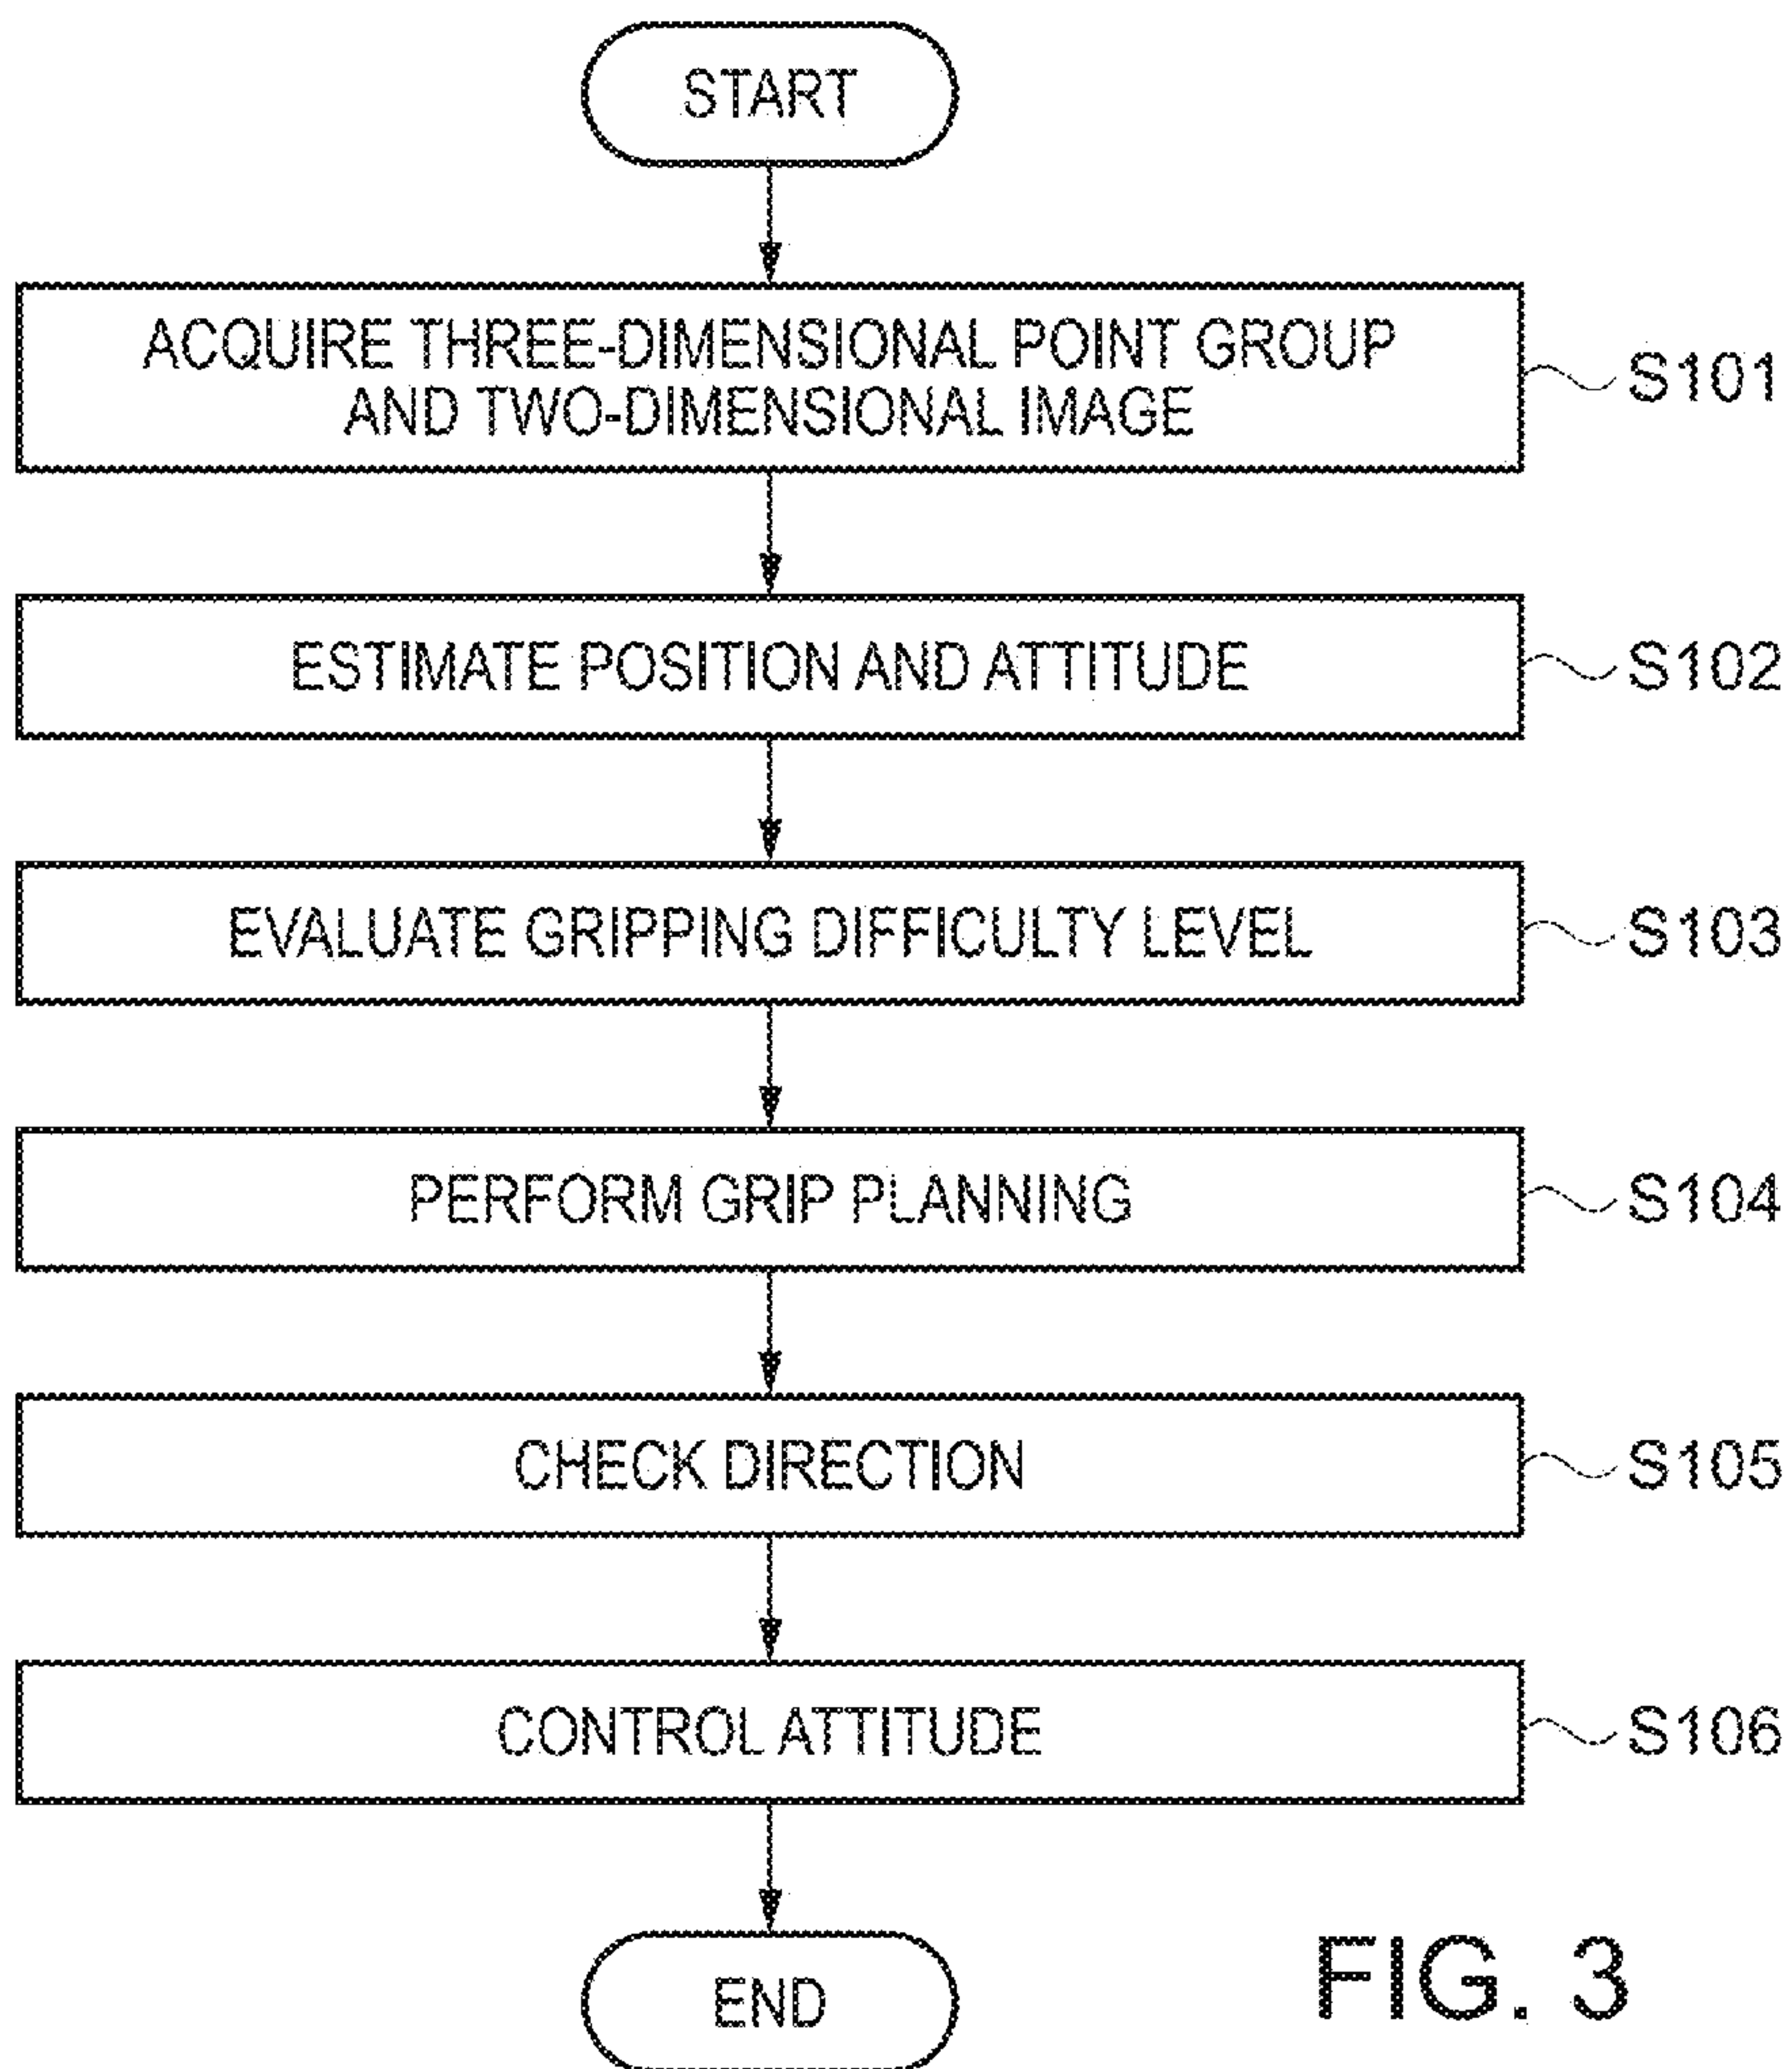 START
ACQUIRE THREE-DIMENSIONAL POINT GROUP
AND TWO-DIMENSIONAL IMAGE
S101
ESTIMATE POSITION AND ATTITUDE
S102
EVALUATE GRIPPING DIFFICULTY LEVEL
S103
PERFORM GRIP PLANNING
S104
CHECK DIRECTION
S105
CONTROL ATTITUDE
S106
END
FIG. 3